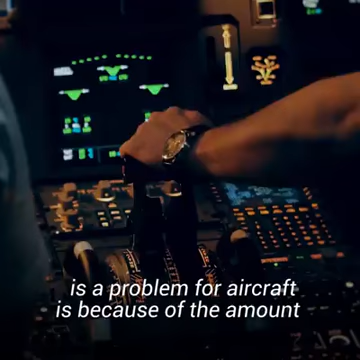 is a problem for aircraft
is because of the amount